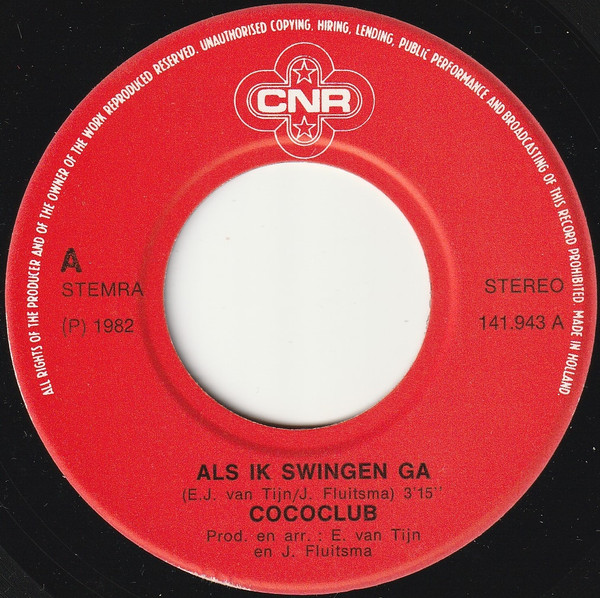 ALL RIGHTS OF THE PRODUCER AND OF THE OWNER OF THE WORK REPRODUCED RESERVED. UNAUTHORISED COPYING, HIRING, LENDING, PUBLIC PERFORMANCE AND BROADCASTING OF THIS RECORD PROHIBITED. MADE IN HOLLAND.
CNR
A
STEMRA
(P) 1982
STEREO
141.943 A
ALS IK SWINGEN GA
(E.J. van Tijn/J. Fluitsma) 3'15''
COCOCLUB
Prod. en arr.: E. van Tijn
en J. Fluitsma